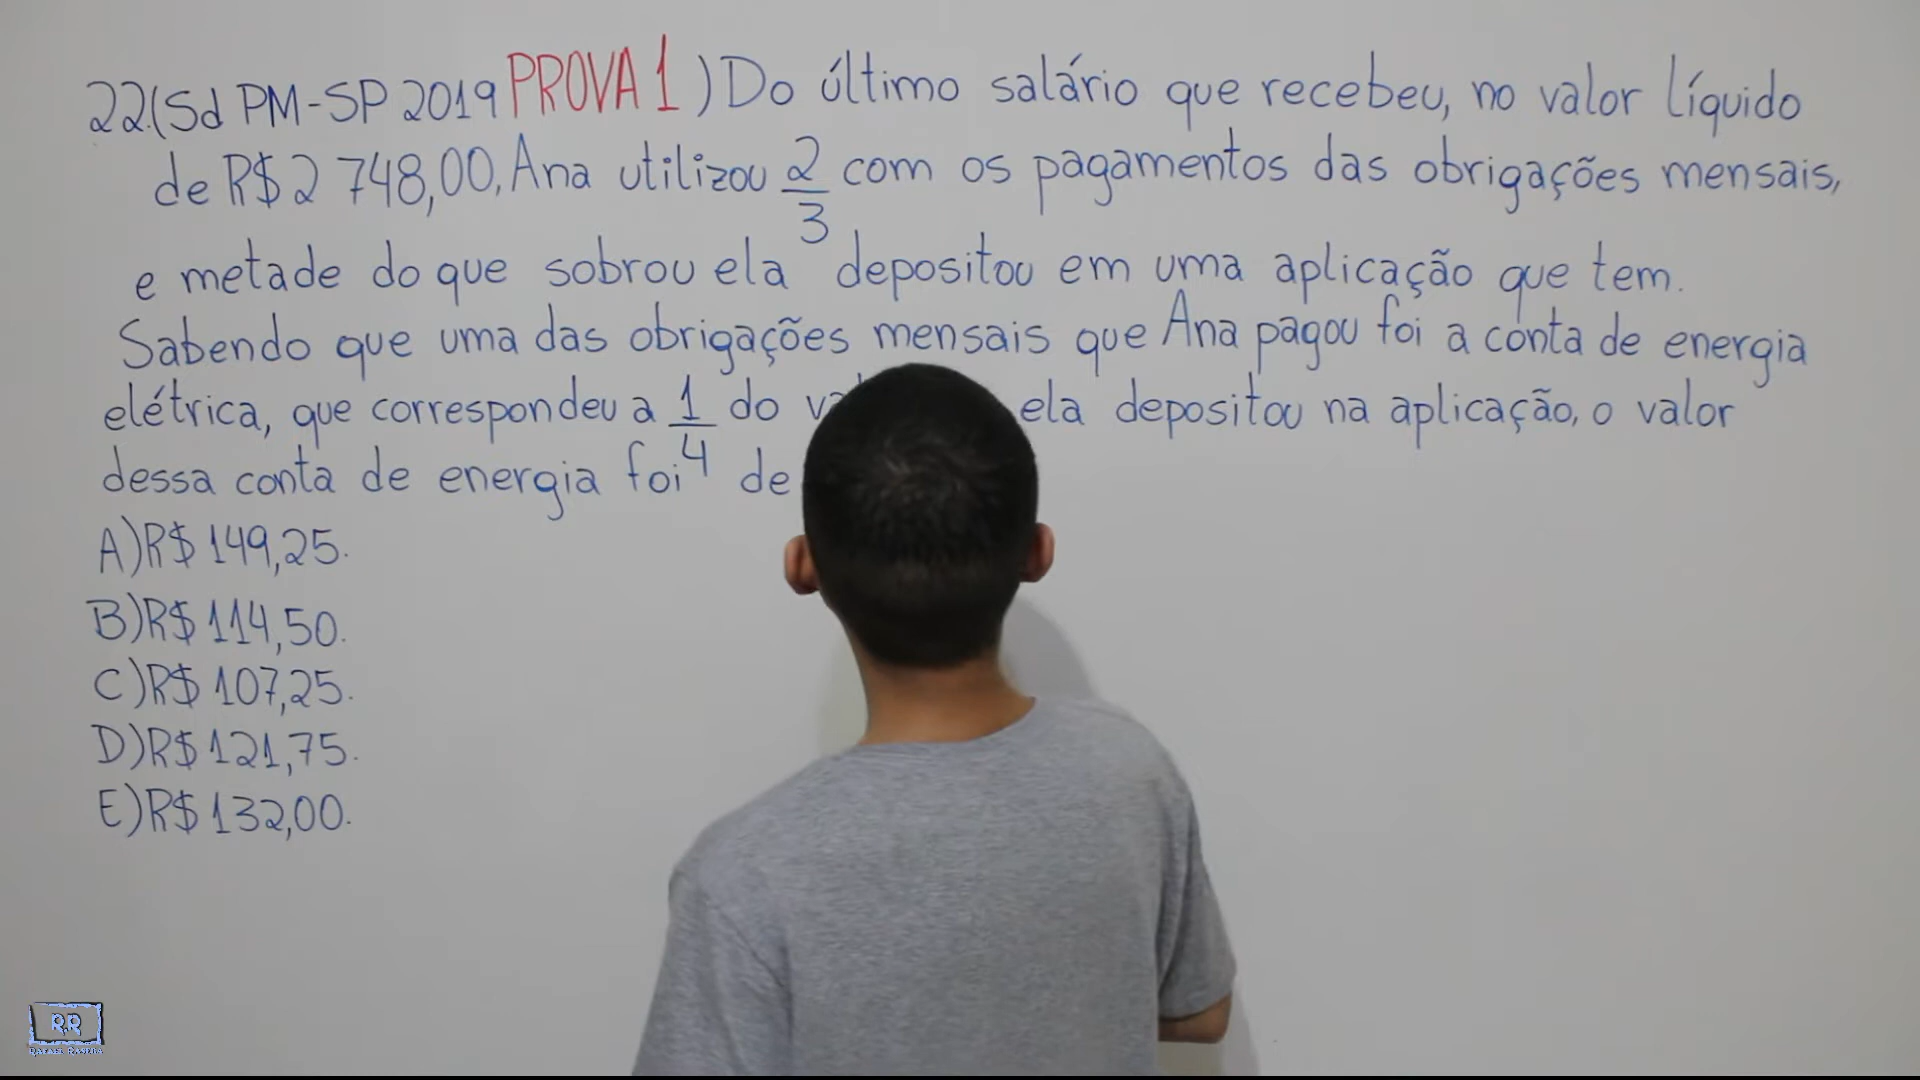 22.(Sd PM-SP 2019 PROVA 1) Do último salário que recebeu, no valor líquido
de R$ 2 748,00, Ana utilizou 2/3 com os pagamentos das obrigações mensais,
e metade do que sobrou ela depositou em uma aplicação que tem.
Sabendo que uma das obrigações mensais que Ana pagou foi a conta de energia
elétrica, que correspondeu a 1/4 do ela depositou na aplicação, o valor
dessa conta de energia foi de
A) R$ 149,25.
B) R$ 114,50.
C) R$ 107,25.
D) R$ 121,75.
E) R$ 132,00.
RR